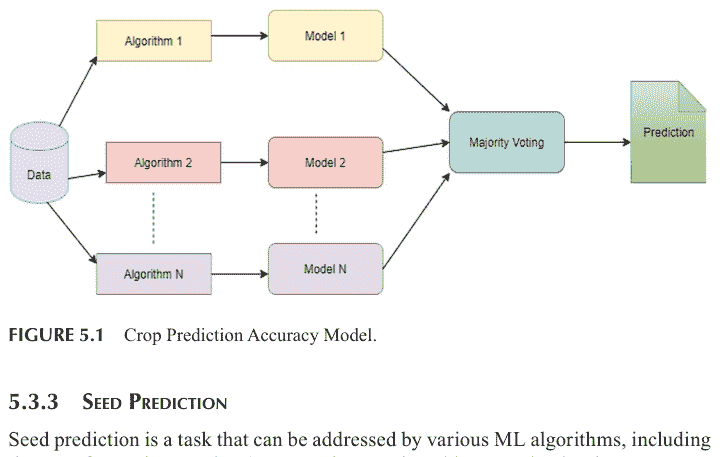 Algorithm 1
Model 1
Data
Algorithm 2
Model 2
Majority Voting
Prediction
Algorithm N
Model N
FIGURE 5.1 Crop Prediction Accuracy Model.
5.3.3 SEED PREDICTION
Seed prediction is a task that can be addressed by various ML algorithms, including